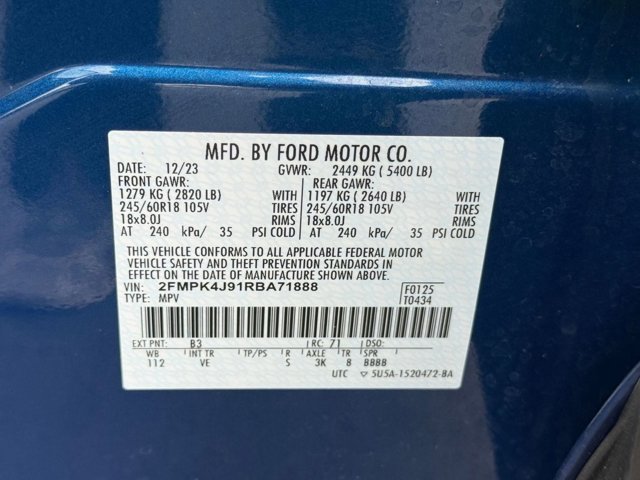 MFD. BY FORD MOTOR CO.
DATE: 12/23 GVWR: 2449 KG ( 5400 LB)
FRONT GAWR: REAR GAWR:
1279 KG ( 2820 LB) WITH 1197 KG ( 2640 LB) WITH
245/60R18 105V TIRES 245/60R18 105V TIRES
18x8.0J RIMS 18x8.0J RIMS
AT 240 kPa/ 35 PSI COLD AT 240 kPa/ 35 PSI COLD
THIS VEHICLE CONFORMS TO ALL APPLICABLE FEDERAL MOTOR
VEHICLE SAFETY AND THEFT PREVENTION STANDARDS IN
EFFECT ON THE DATE OF MANUFACTURE SHOWN ABOVE.
VIN: 2FMPK4J91RBA71888 F0125
TYPE: MPV T0434
EXT PNT: B3 RC: 71 DSO:
WB INT TR TP/PS R AXLE TR SPR
112 VE S 3K 8 BBBB
UTC ▽ 5U5A-1520472-BA